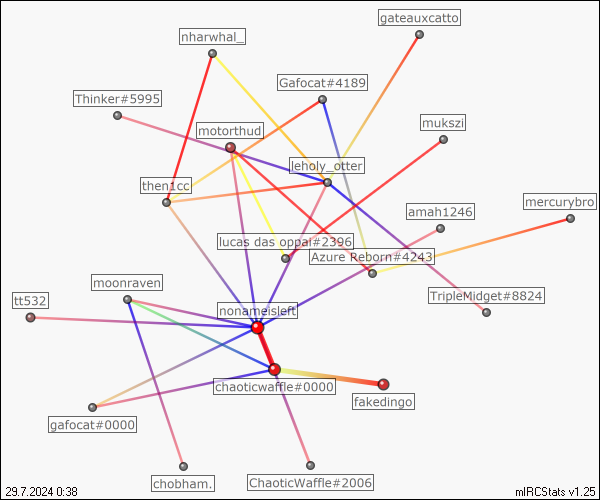 gateauxcatto
nharwhal_
Gafocat#4189
Thinker#5995
mukszi
motorthud
leholy_otter
then1cc
mercurybro
amah1246
lucas das oppai#2396
Azure Reborn#4243
moonraven
TripleMidget#8824
tt532
nonameisleft
chaoticwaffle#0000
fakedingo
gafocat#0000
chobham.
ChaoticWaffle#2006
29.7.2024 0:38
mIRCStats v1.25